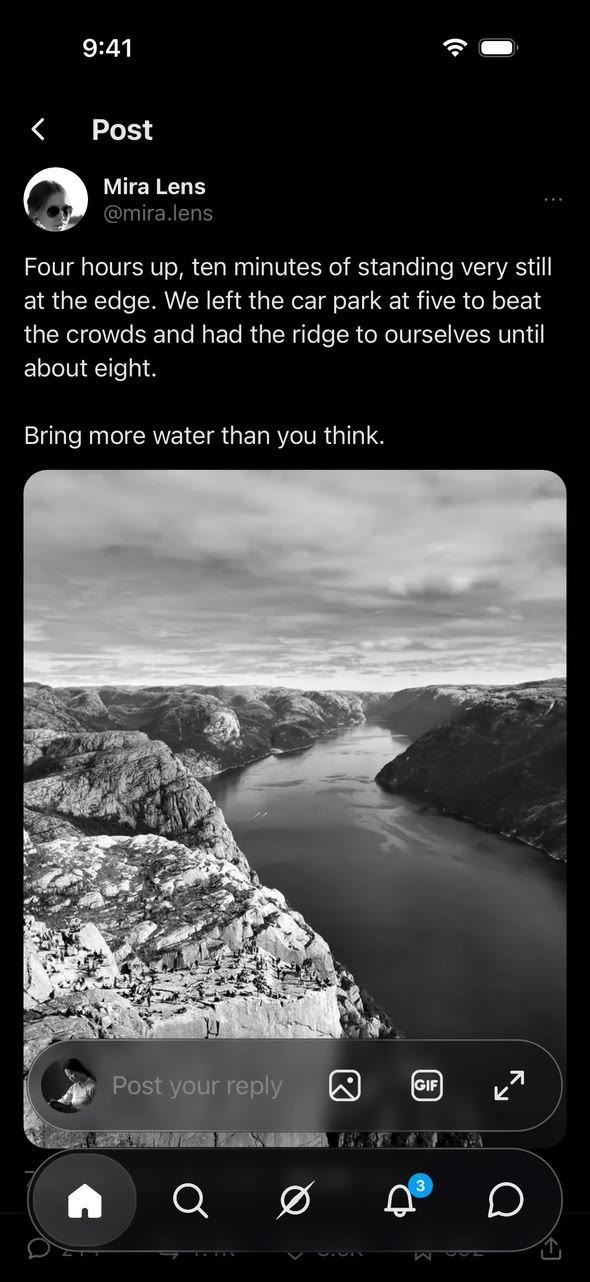 9:41
Post
Mira Lens
@mira.lens
Four hours up, ten minutes of standing very still
at the edge. We left the car park at five to beat
the crowds and had the ridge to ourselves until
about eight.
Bring more water than you think.
Post your reply
GIF
3